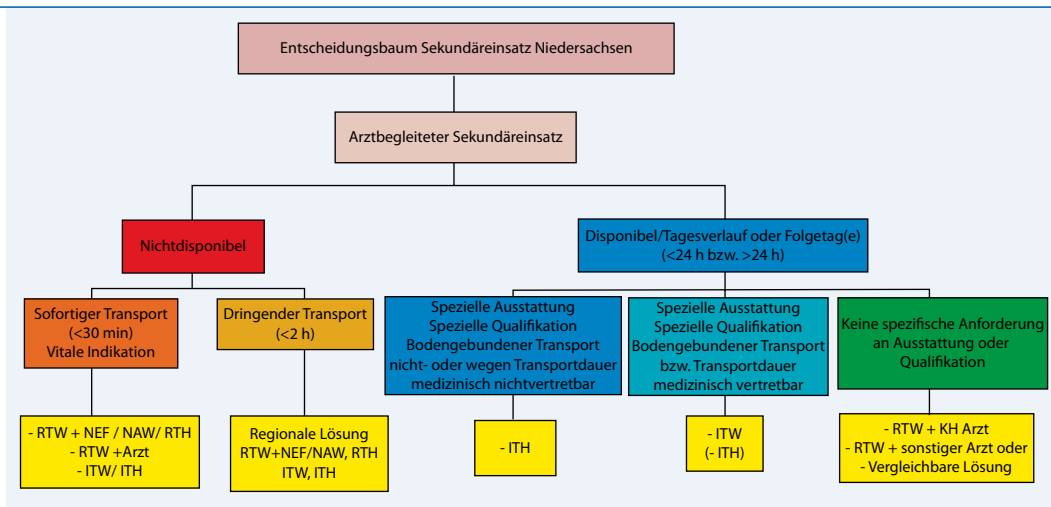 Entscheidungsbaum Sekundäreinsatz Niedersachsen
Arztbegleiteter Sekundäreinsatz
Nichtdisponibel
Disponibel/Tagesverlauf oder Folgetag(e)
(<24 h bzw. >24 h)
Sofortiger Transport
(<30 min)
Vitale Indikation
Dringender Transport
(<2 h)
Spezielle Ausstattung
Spezielle Qualifikation
Bodengebundener Transport
nicht- oder wegen Transportdauer
medizinisch nichtvertretbar
Spezielle Ausstattung
Spezielle Qualifikation
Bodengebundener Transport
bzw. Transportdauer
medizinisch vertretbar
Keine spezifische Anforderung
an Ausstattung oder
Qualifikation
- RTW + NEF / NAW/ RTH
- RTW +Arzt
- ITW/ ITH
Regionale Lösung
RTW+NEF/NAW, RTH
ITW, ITH
- ITH
- ITW
(- ITH)
- RTW + KH Arzt
- RTW + sonstiger Arzt oder
- Vergleichbare Lösung